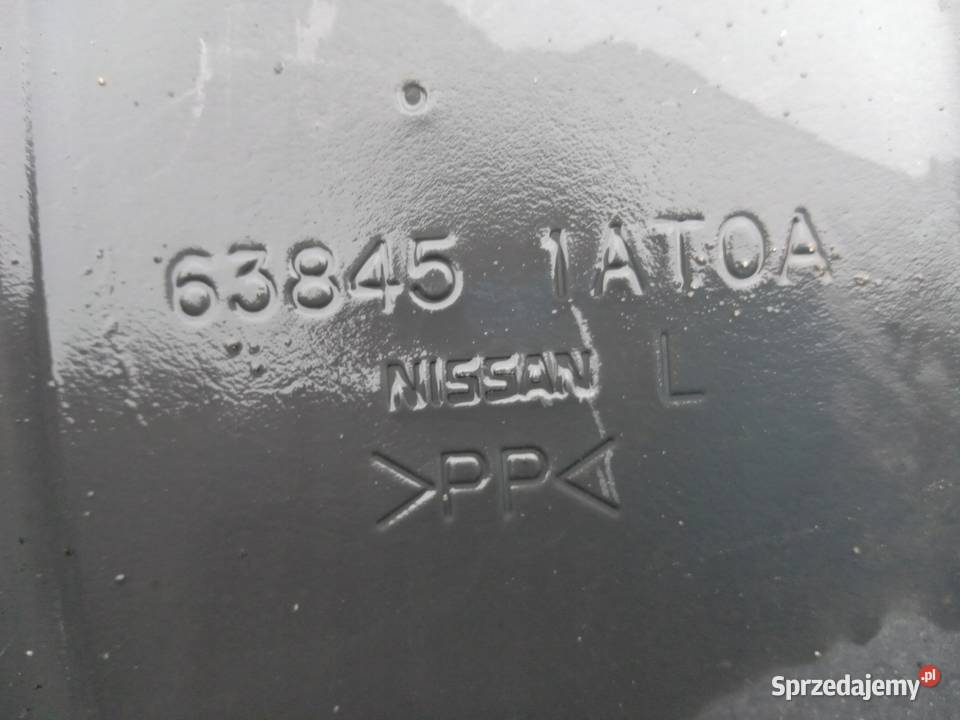 63845 1AT0A
NISSAN L
>PP<
Sprzedajemy.pl